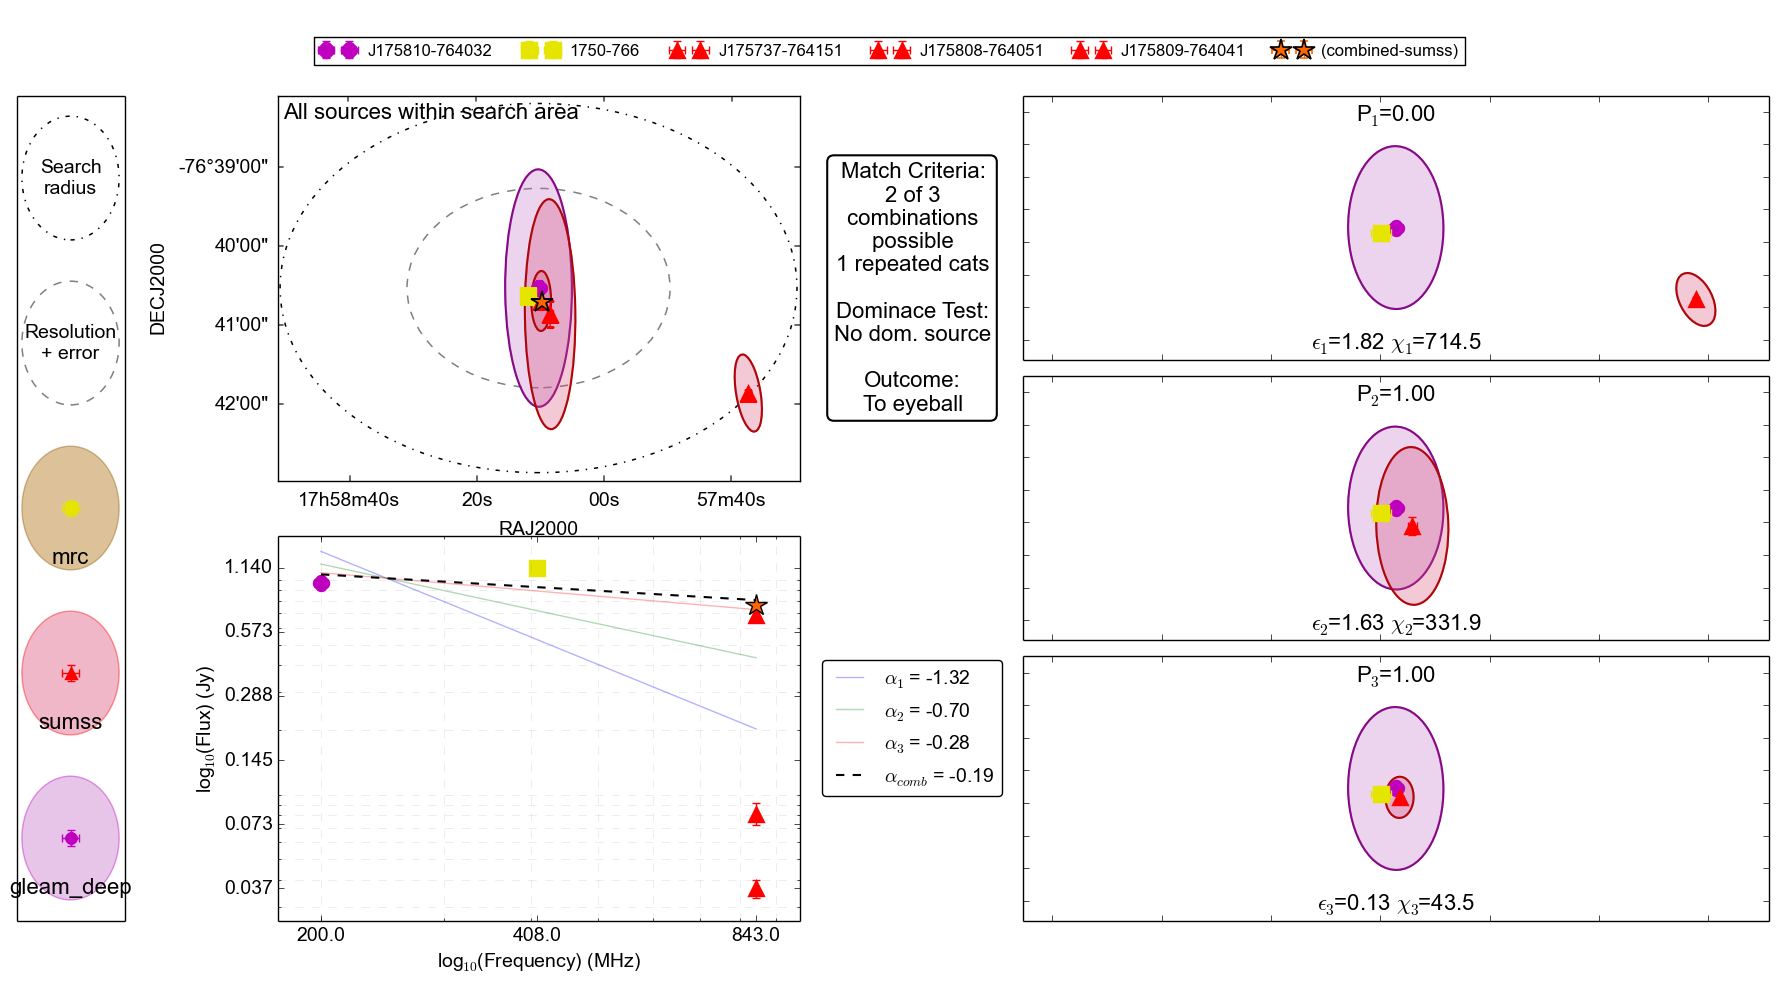 J175810-764032 1750-766 J175737-764151 J175808-764051 J175809-764041 (combined-sumss)
Search
radius
Resolution
+ error
mrc
sumss
gleam_deep
All sources within search area
DECJ2000
-76°39'00"
40'00"
41'00"
42'00"
17h58m40s 20s 00s 57m40s
RAJ2000
Match Criteria:
2 of 3
combinations
possible
1 repeated cats
Dominace Test:
No dom. source
Outcome:
To eyeball
log₁₀(Flux) (Jy)
1.140
0.573
0.288
0.145
0.073
0.037
200.0 408.0 843.0
log₁₀(Frequency) (MHz)
α₁ = -1.32
α₂ = -0.70
α₃ = -0.28
α_comb = -0.19
P₁=0.00
ϵ₁=1.82 χ₁=714.5
P₂=1.00
ϵ₂=1.63 χ₂=331.9
P₃=1.00
ϵ₃=0.13 χ₃=43.5